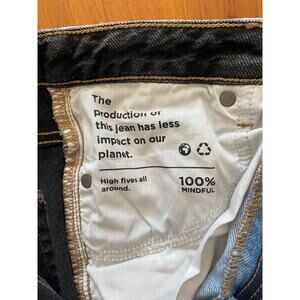 The
production of
this jean has less
impact on our
planet.
High fives all
around.
100%
MINDFUL